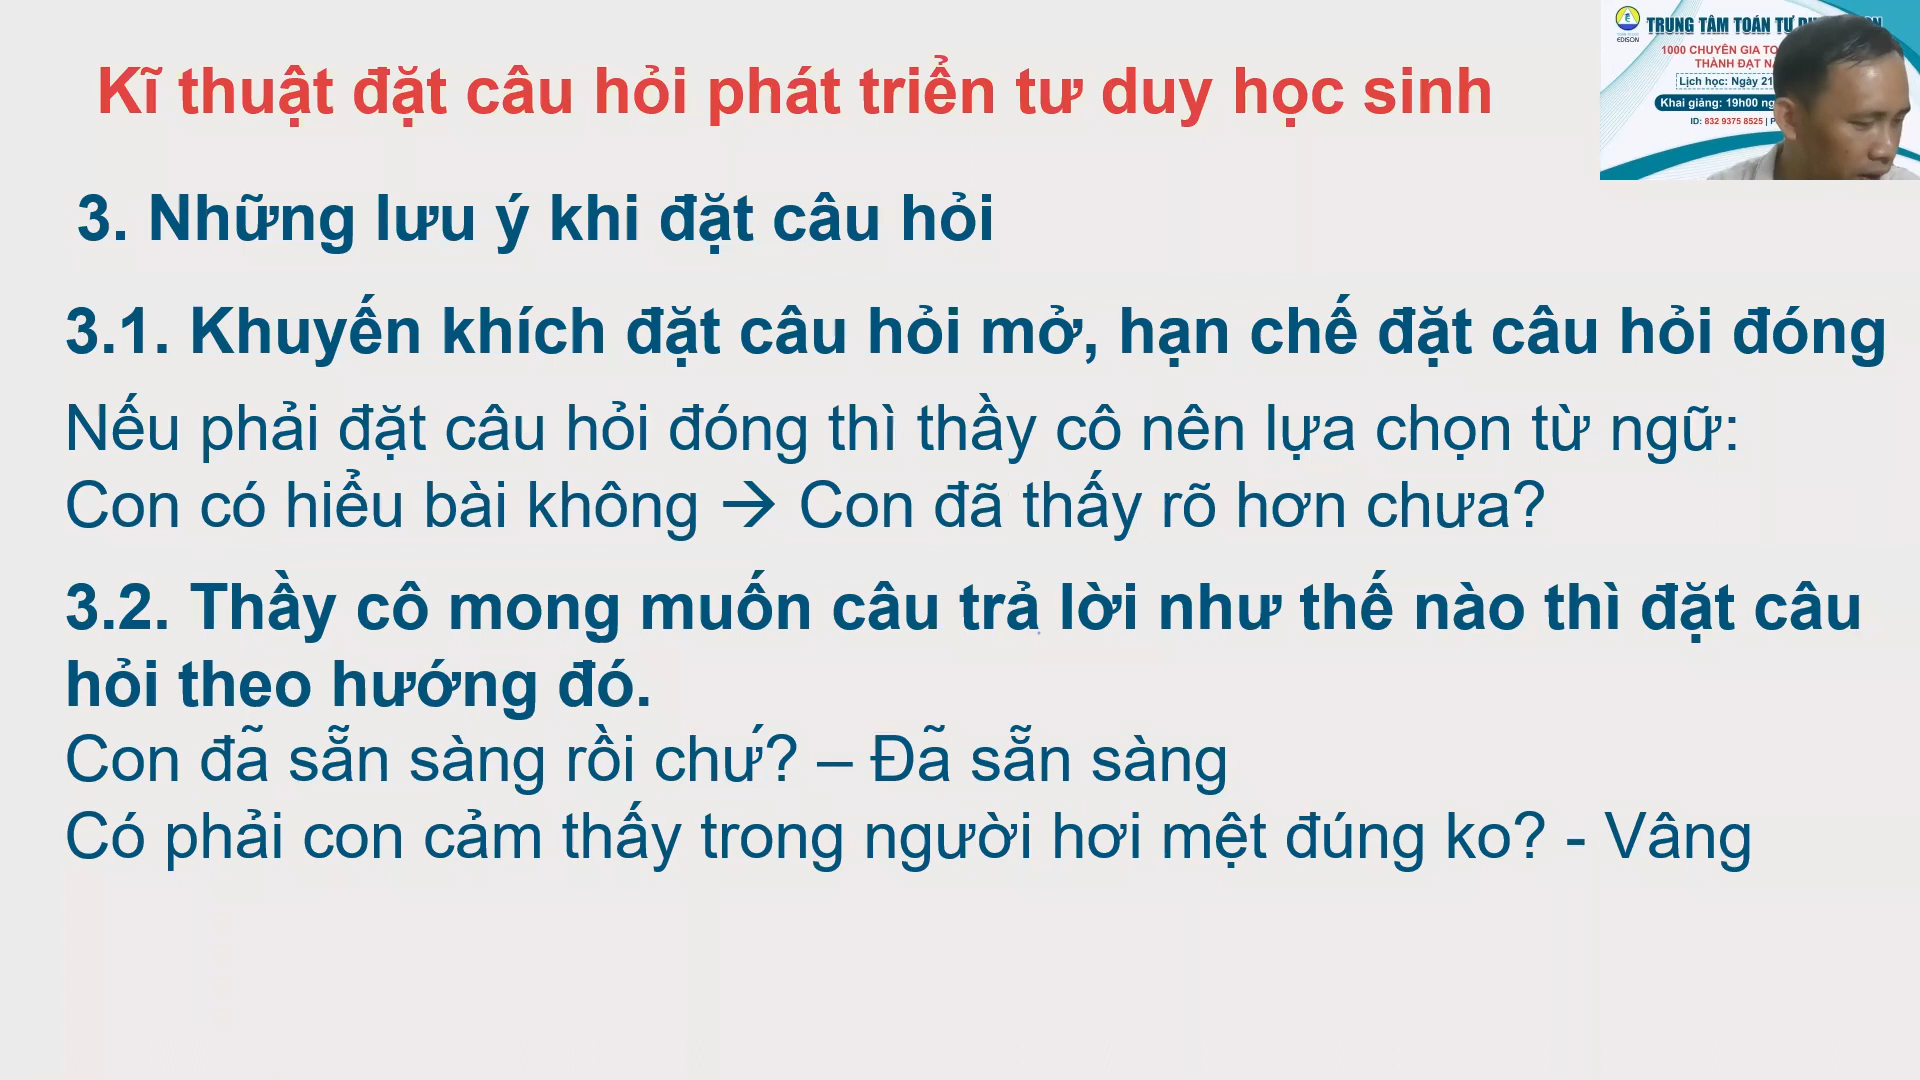 Kĩ thuật đặt câu hỏi phát triển tư duy học sinh
TRUNG TÂM TOÁN TƯ
EDISON
1000 CHUYÊN GIA
THÀNH ĐẠT
Lịch học: Ngày 21
Khai giảng: 19h00
ID: 832 9375 8525 | P
3. Những lưu ý khi đặt câu hỏi
3.1. Khuyến khích đặt câu hỏi mở, hạn chế đặt câu hỏi đóng
Nếu phải đặt câu hỏi đóng thì thầy cô nên lựa chọn từ ngữ:
Con có hiểu bài không → Con đã thấy rõ hơn chưa?
3.2. Thầy cô mong muốn câu trả lời như thế nào thì đặt câu
hỏi theo hướng đó.
Con đã sẵn sàng rồi chứ? – Đã sẵn sàng
Có phải con cảm thấy trong người hơi mệt đúng ko? - Vâng